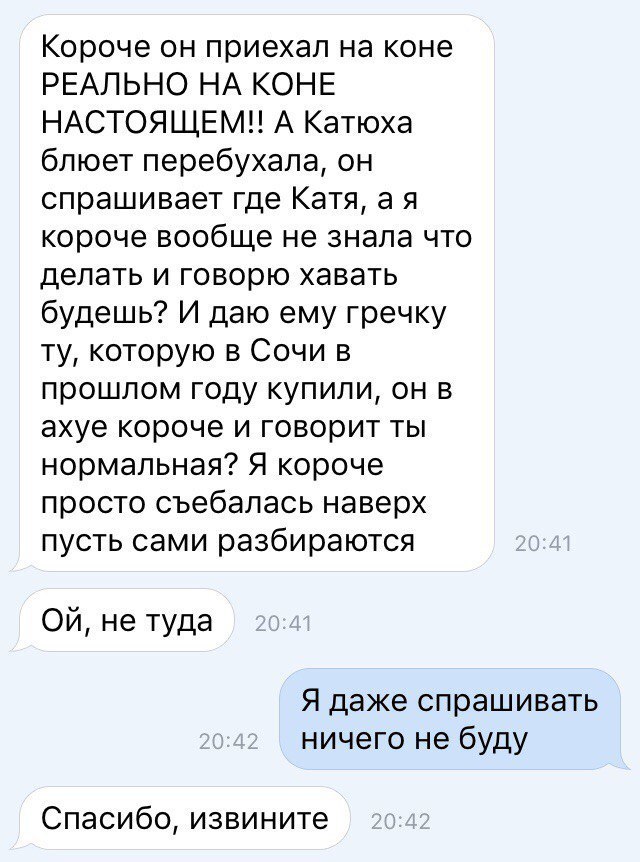 Короче он приехал на коне
РЕАЛЬНО НА КОНЕ
НАСТОЯЩЕМ!! А Катюха
блюет перебухала, он
спрашивает где Катя, а я
короче вообще не знала что
делать и говорю хавать
будешь? И даю ему гречку
ту, которую в Сочи в
прошлом году купили, он в
ахуе короче и говорит ты
нормальная? Я короче
просто съебалась наверх
пусть сами разбираются
20:41
Ой, не туда
20:41
Я даже спрашивать
ничего не буду
20:42
Спасибо, извините
20:42